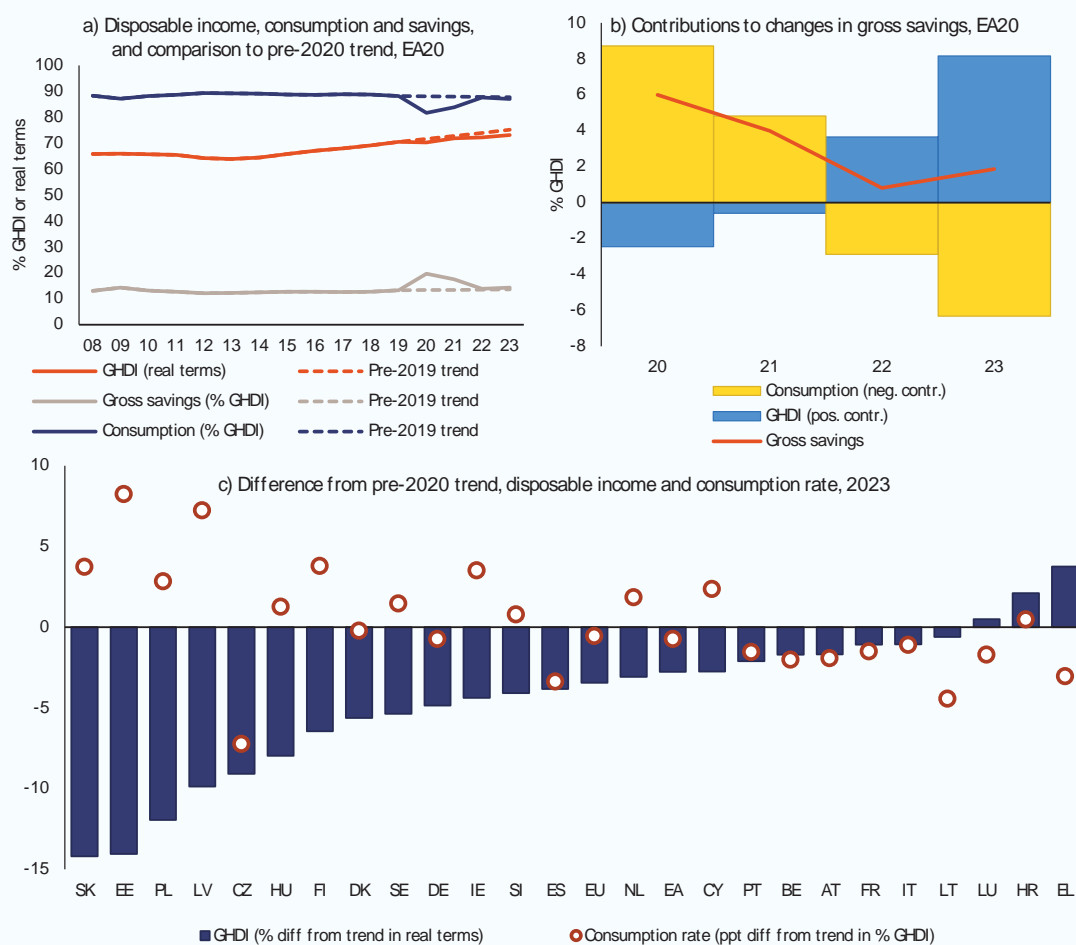 a) Disposable income, consumption and savings,
and comparison to pre-2020 trend, EA20
% GHDI or real terms
100
90
80
70
60
50
40
30
20
10
0
08 09 10 11 12 13 14 15 16 17 18 19 20 21 22 23
GHDI (real terms) Pre-2019 trend
Gross savings (% GHDI) Pre-2019 trend
Consumption (% GHDI) Pre-2019 trend
b) Contributions to changes in gross savings, EA20
% GHDI
10
8
6
4
2
0
-2
-4
-6
-8
20 21 22 23
Consumption (neg. contr.)
GHDI (pos. contr.)
Gross savings
c) Difference from pre-2020 trend, disposable income and consumption rate, 2023
10
5
0
-5
-10
-15
SK EE PL LV CZ HU FI DK SE DE IE SI ES EU NL EA CY PT BE AT FR IT LT LU HR EL
GHDI (% diff from trend in real terms) Consumption rate (ppt diff from trend in % GHDI)